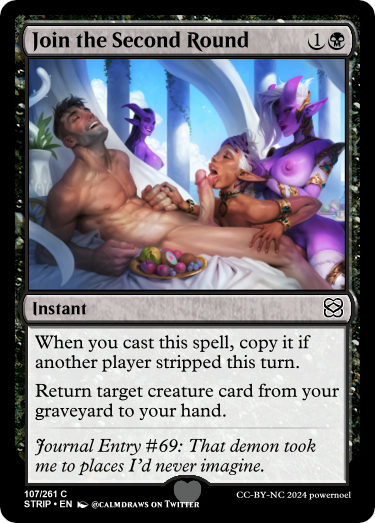 Join the Second Round 1
Instant
When you cast this spell, copy it if
another player stripped this turn.
Return target creature card from your
graveyard to your hand.
Journal Entry #69: That demon took
me to places I'd never imagine.
107/261 C
STRIP • EN @CALMDRAWS ON TWITTER
CC-BY-NC 2024 powernoel